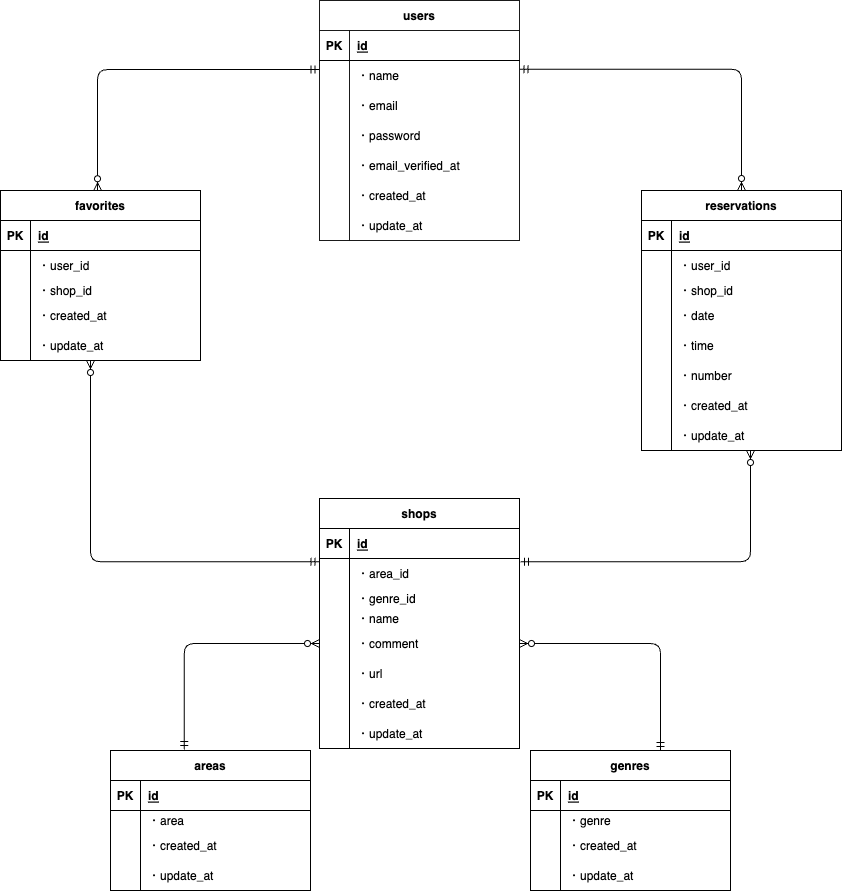 users
PK id
・name
・email
・password
・email_verified_at
・created_at
・update_at
favorites
PK id
・user_id
・shop_id
・created_at
・update_at
reservations
PK id
・user_id
・shop_id
・date
・time
・number
・created_at
・update_at
shops
PK id
・area_id
・genre_id
・name
・comment
・url
・created_at
・update_at
areas
PK id
・area
・created_at
・update_at
genres
PK id
・genre
・created_at
・update_at